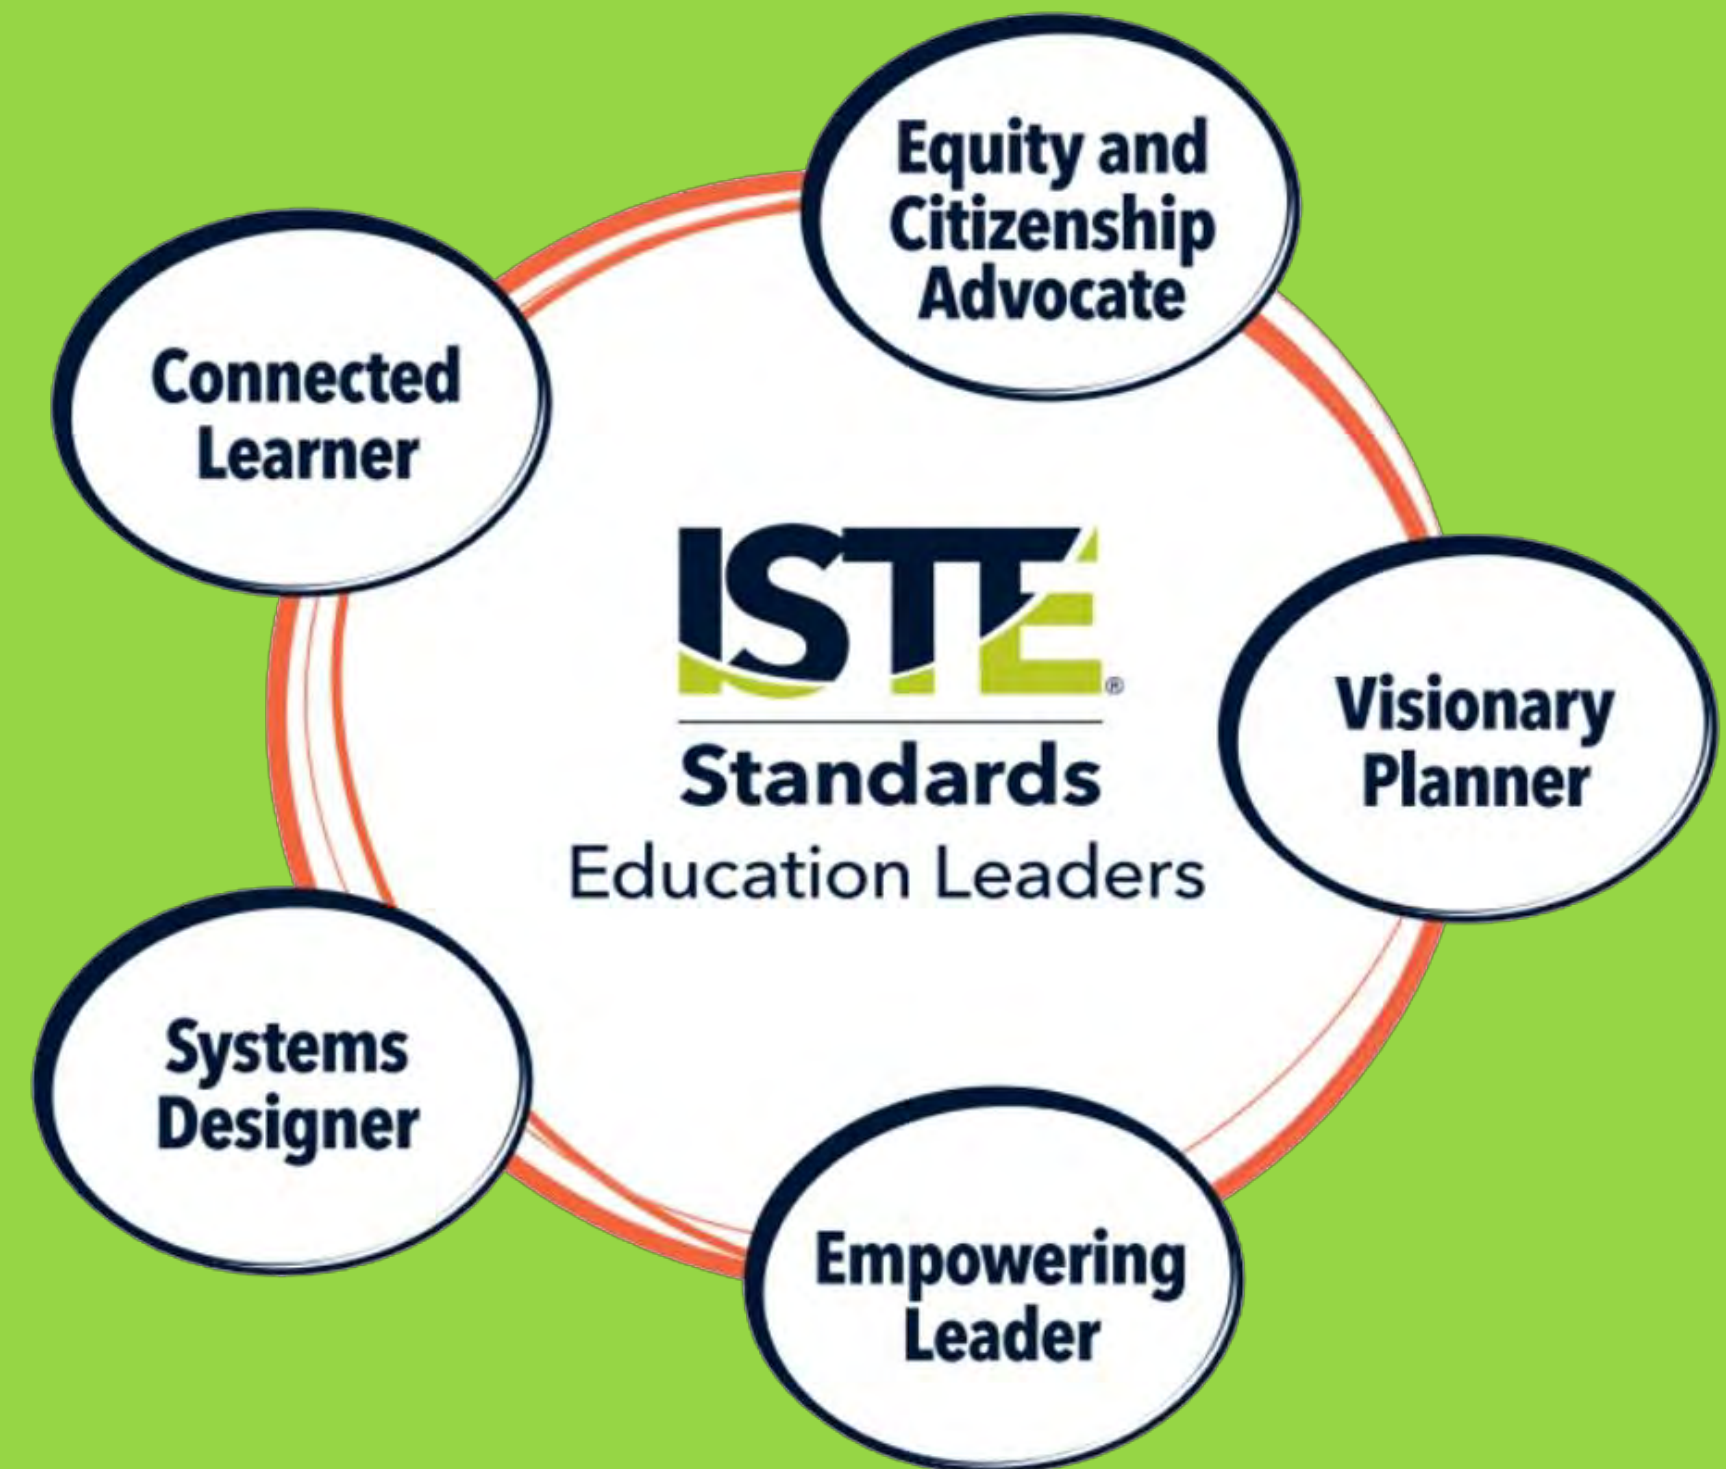 Equity and
Citizenship
Advocate
Connected
Learner
ISTE®
Standards
Education Leaders
Visionary
Planner
Systems
Designer
Empowering
Leader